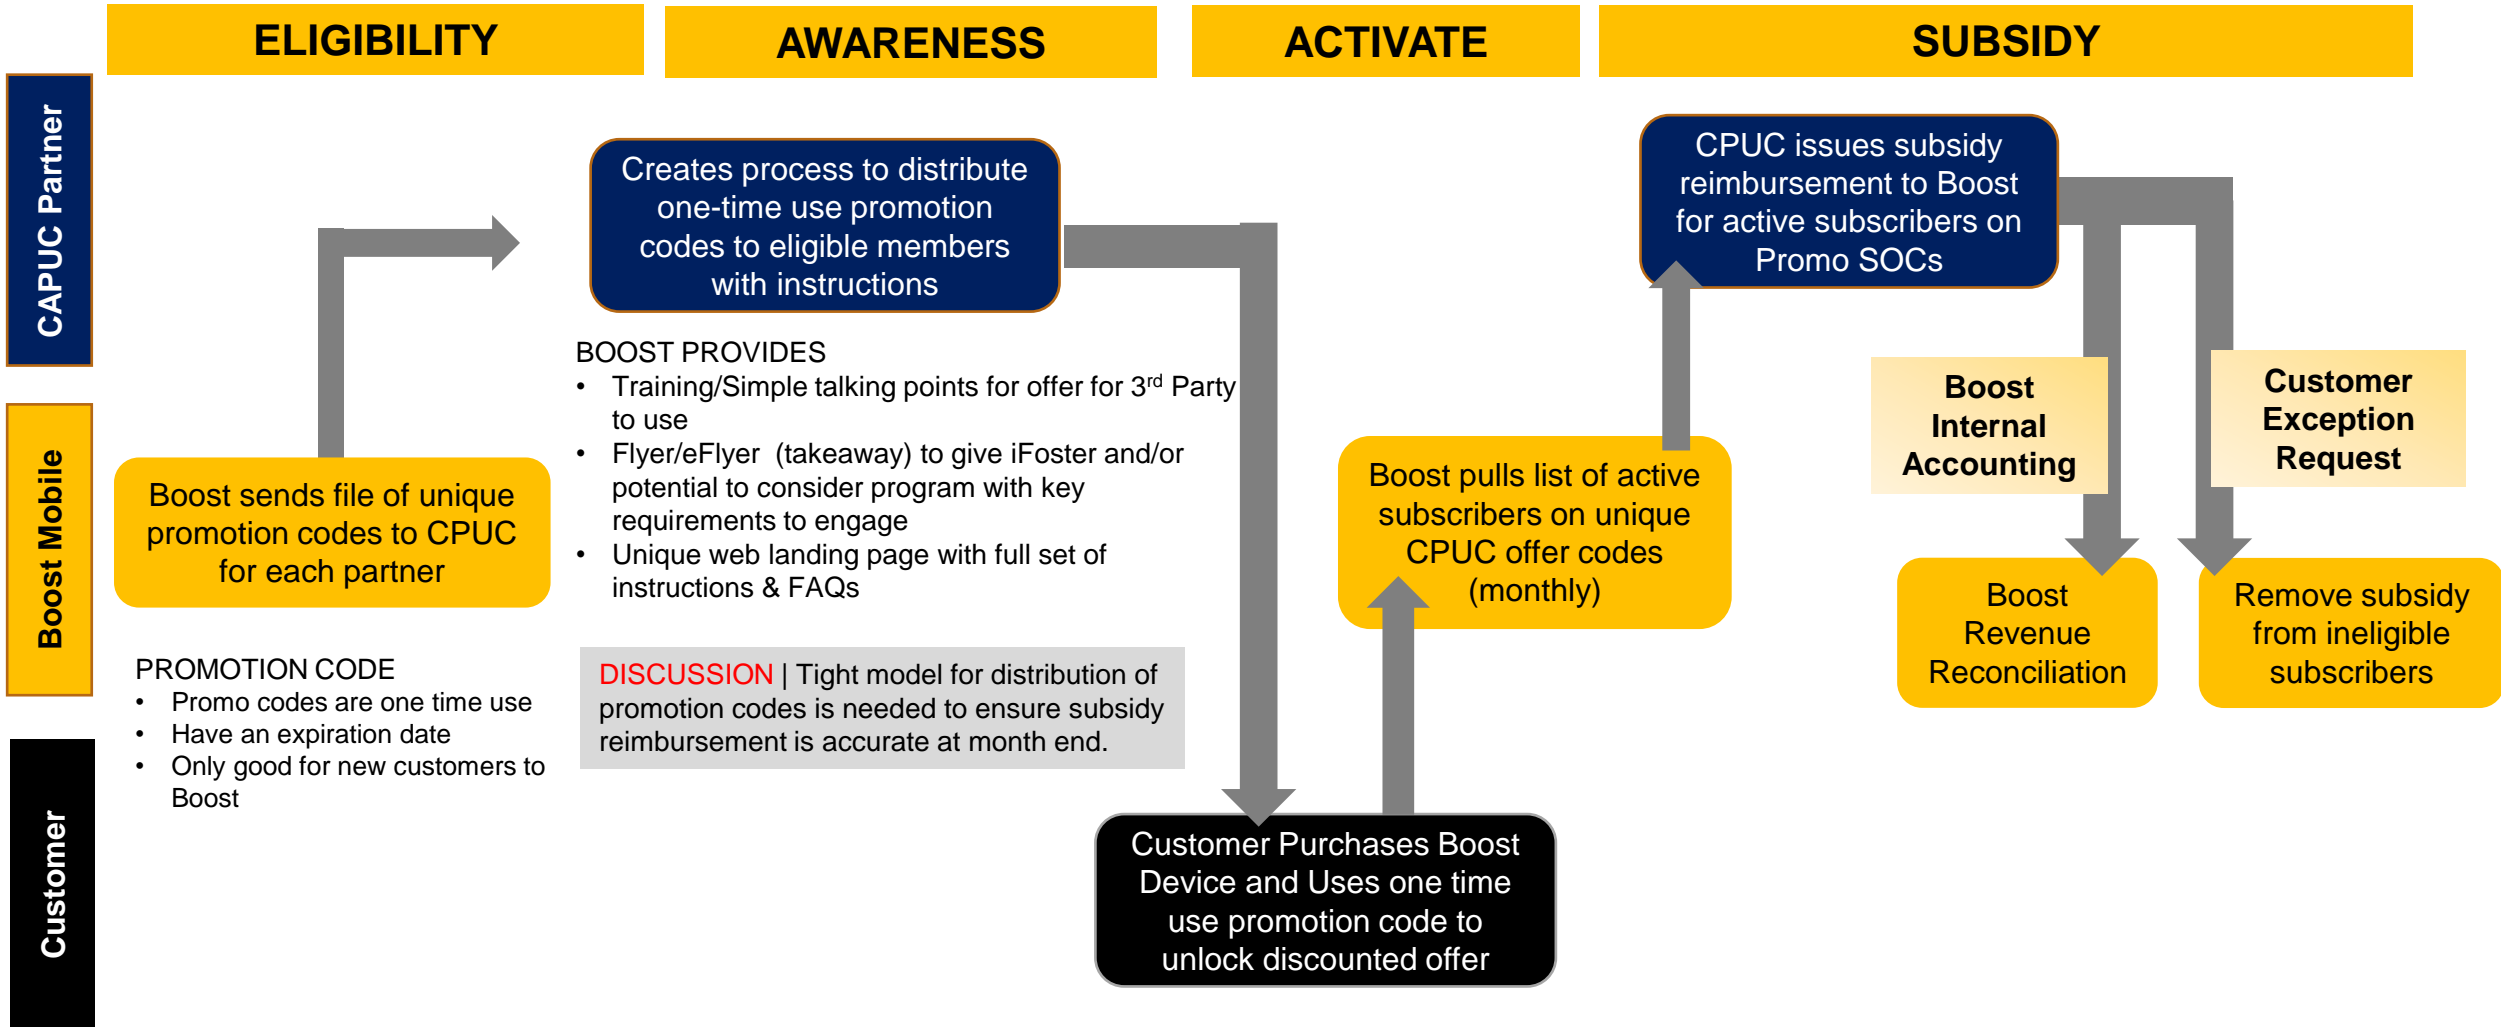 ELIGIBILITY
AWARENESS
ACTIVATE
SUBSIDY
CAPUC Partner
Boost Mobile
Customer
Boost sends file of unique
promotion codes to CPUC
for each partner
PROMOTION CODE
• Promo codes are one time use
• Have an expiration date
• Only good for new customers to
Boost
Creates process to distribute
one-time use promotion
codes to eligible members
with instructions
BOOST PROVIDES
• Training/Simple talking points for offer for 3rd Party
to use
• Flyer/eFlyer (takeaway) to give iFoster and/or
potential to consider program with key
requirements to engage
• Unique web landing page with full set of
instructions & FAQs
DISCUSSION | Tight model for distribution of
promotion codes is needed to ensure subsidy
reimbursement is accurate at month end.
Customer Purchases Boost
Device and Uses one time
use promotion code to
unlock discounted offer
Boost pulls list of active
subscribers on unique
CPUC offer codes
(monthly)
CPUC issues subsidy
reimbursement to Boost
for active subscribers on
Promo SOCs
Boost
Internal
Accounting
Customer
Exception
Request
Boost
Revenue
Reconciliation
Remove subsidy
from ineligible
subscribers